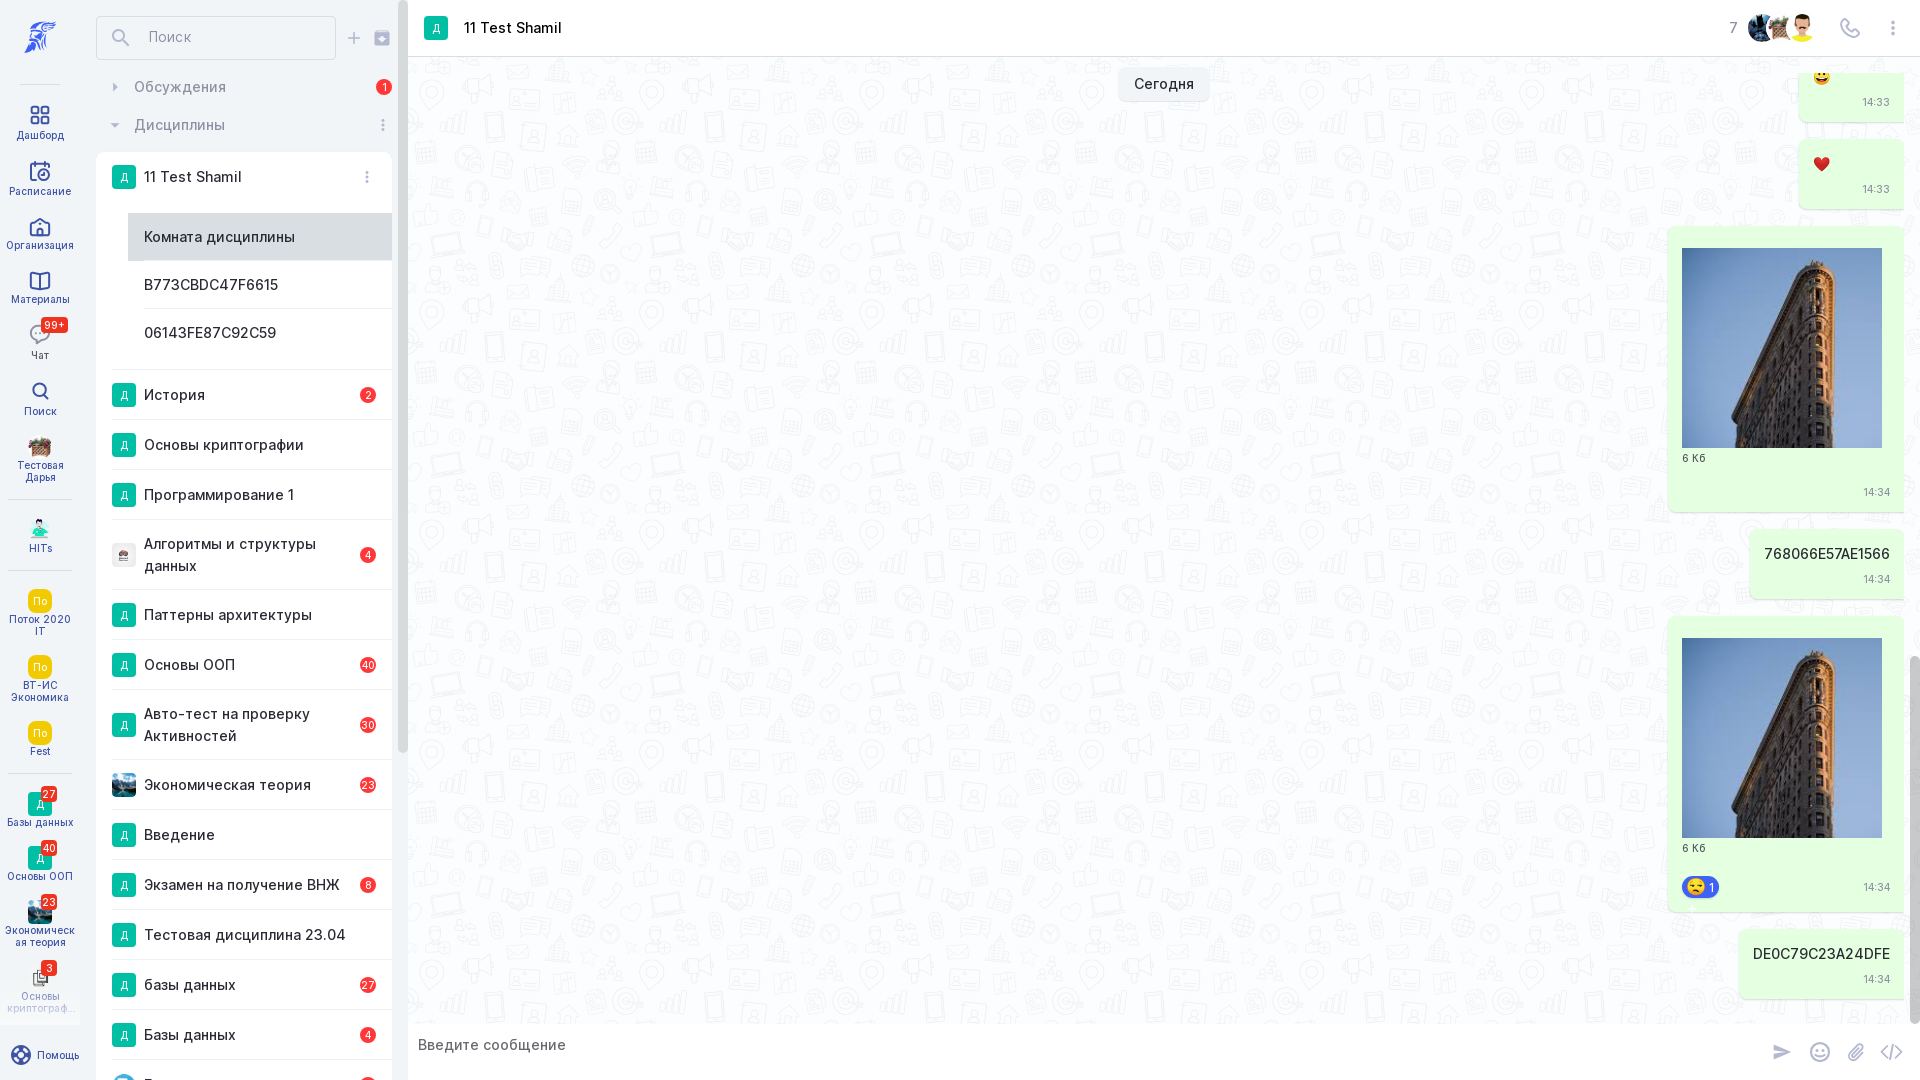 Дашборд
Расписание
Организация
Материалы
99+
Чат
Поиск
Тестовая
Дарья
HITs
По
Поток 2020
IT
По
ВТ-ИС
Экономика
По
Fest
27
Д
Базы данных
40
Д
Основы ООП
23
Экономическ
ая теория
3
Основы
криптограф...
Помощь
Поиск
Обсуждения
1
Дисциплины
Д
11 Test Shamil
Комната дисциплины
B773CBDC47F6615
06143FE87C92C59
Д
История
2
Д
Основы криптографии
Д
Программирование 1
Алгоритмы и структуры
данных
4
Д
Паттерны архитектуры
Д
Основы ООП
40
Д
Авто-тест на проверку
Активностей
30
Экономическая теория
23
Д
Введение
Д
Экзамен на получение ВНЖ
8
Д
Тестовая дисциплина 23.04
Д
базы данных
27
Д
Базы данных
4
Д
11 Test Shamil
7
Сегодня
14:33
14:33
6 Кб
14:34
768066E57AE1566
14:34
6 Кб
1
14:34
DE0C79C23A24DFE
14:34
Введите сообщение